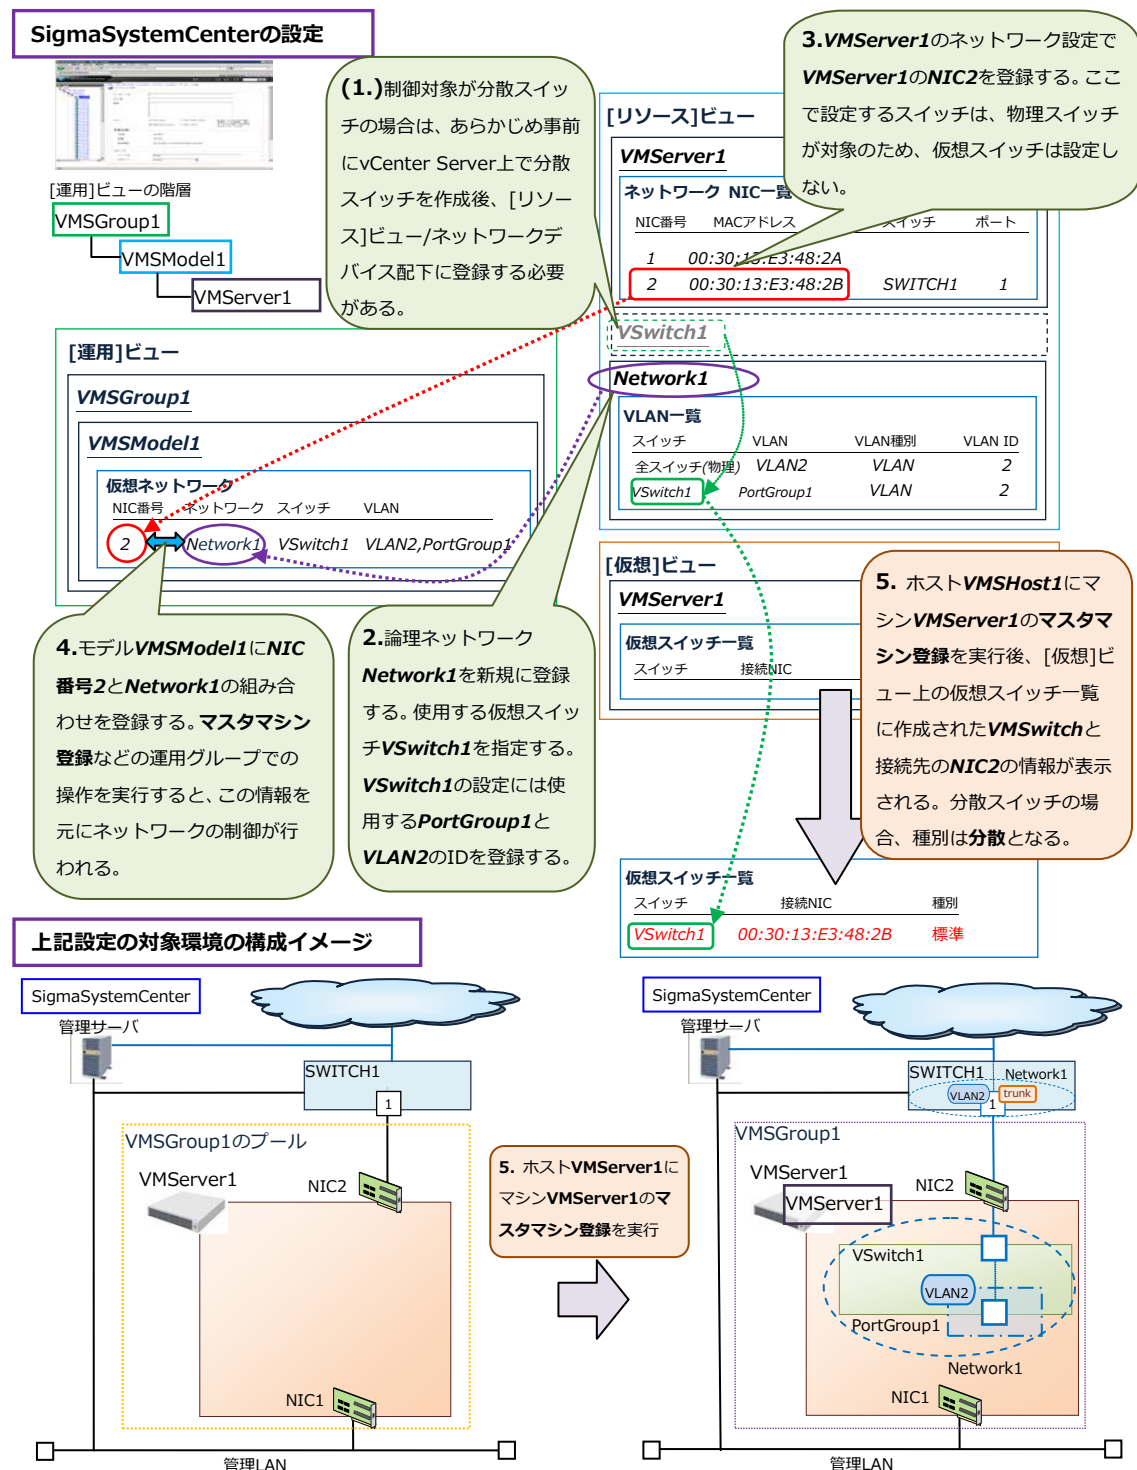 SigmaSystemCenterの設定
[運用]ビューの階層
VMSGroup1
VMSModel1
VMServer1
(1.)制御対象が分散スイッ
チの場合は、あらかじめ事前
にvCenter Server上で分散
スイッチを作成後、[リソー
ス]ビュー/ネットワークデ
バイス配下に登録する必要
がある。
3.VMServer1のネットワーク設定で
VMServer1のNIC2を登録する。ここ
で設定するスイッチは、物理スイッチ
が対象のため、仮想スイッチは設定し
ない。
[リソース]ビュー
VMServer1
ネットワーク NIC一覧
NIC番号 MACアドレス スイッチ ポート
1 00:30:13:E3:48:2A
2 00:30:13:E3:48:2B SWITCH1 1
VSwitch1
Network1
VLAN一覧
スイッチ VLAN VLAN種別 VLAN ID
全スイッチ(物理) VLAN2 VLAN 2
VSwitch1 PortGroup1 VLAN 2
[運用]ビュー
VMSGroup1
VMSModel1
仮想ネットワーク
NIC番号 ネットワーク スイッチ VLAN
2 Network1 VSwitch1 VLAN2,PortGroup1
[仮想]ビュー
VMServer1
仮想スイッチ一覧
スイッチ 接続NIC
4.モデルVMSModel1にNIC
番号2とNetwork1の組み合
わせを登録する。マスタマシン
登録などの運用グループでの
操作を実行すると、この情報を
元にネットワークの制御が行
われる。
2.論理ネットワーク
Network1を新規に登録
する。使用する仮想スイッ
チVSwitch1を指定する。
VSwitch1の設定には使
用するPortGroup1と
VLAN2のIDを登録する。
5. ホストVMSHost1にマ
シンVMServer1のマスタマ
シン登録を実行後、[仮想]ビ
ュー上の仮想スイッチ一覧
に作成されたVMSwitchと
接続先のNIC2の情報が表示
される。分散スイッチの場
合、種別は分散となる。
仮想スイッチ一覧
スイッチ 接続NIC 種別
VSwitch1 00:30:13:E3:48:2B 標準
上記設定の対象環境の構成イメージ
SigmaSystemCenter
管理サーバ
SWITCH1
1
VMSGroup1のプール
VMServer1
NIC2
NIC1
管理LAN
5. ホストVMServer1に
マシンVMServer1のマ
スタマシン登録を実行
SigmaSystemCenter
管理サーバ
SWITCH1 Network1
VLAN2 trunk
1
VMSGroup1
VMServer1
VMServer1
NIC2
VSwitch1
VLAN2
PortGroup1
Network1
NIC1
管理LAN